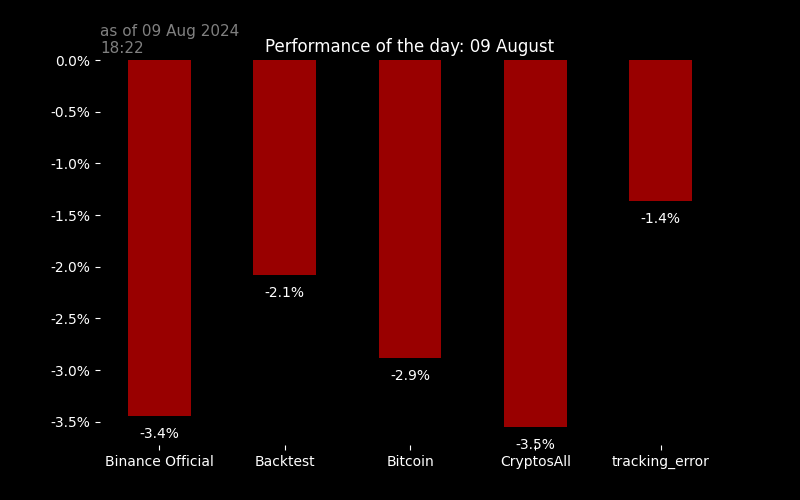 as of 09 Aug 2024
18:22
Performance of the day: 09 August
0.0%
-0.5%
-1.0%
-1.5%
-2.0%
-2.5%
-3.0%
-3.5%
-3.4%
-2.1%
-2.9%
-3.5%
-1.4%
Binance Official
Backtest
Bitcoin
CryptosAll
tracking_error